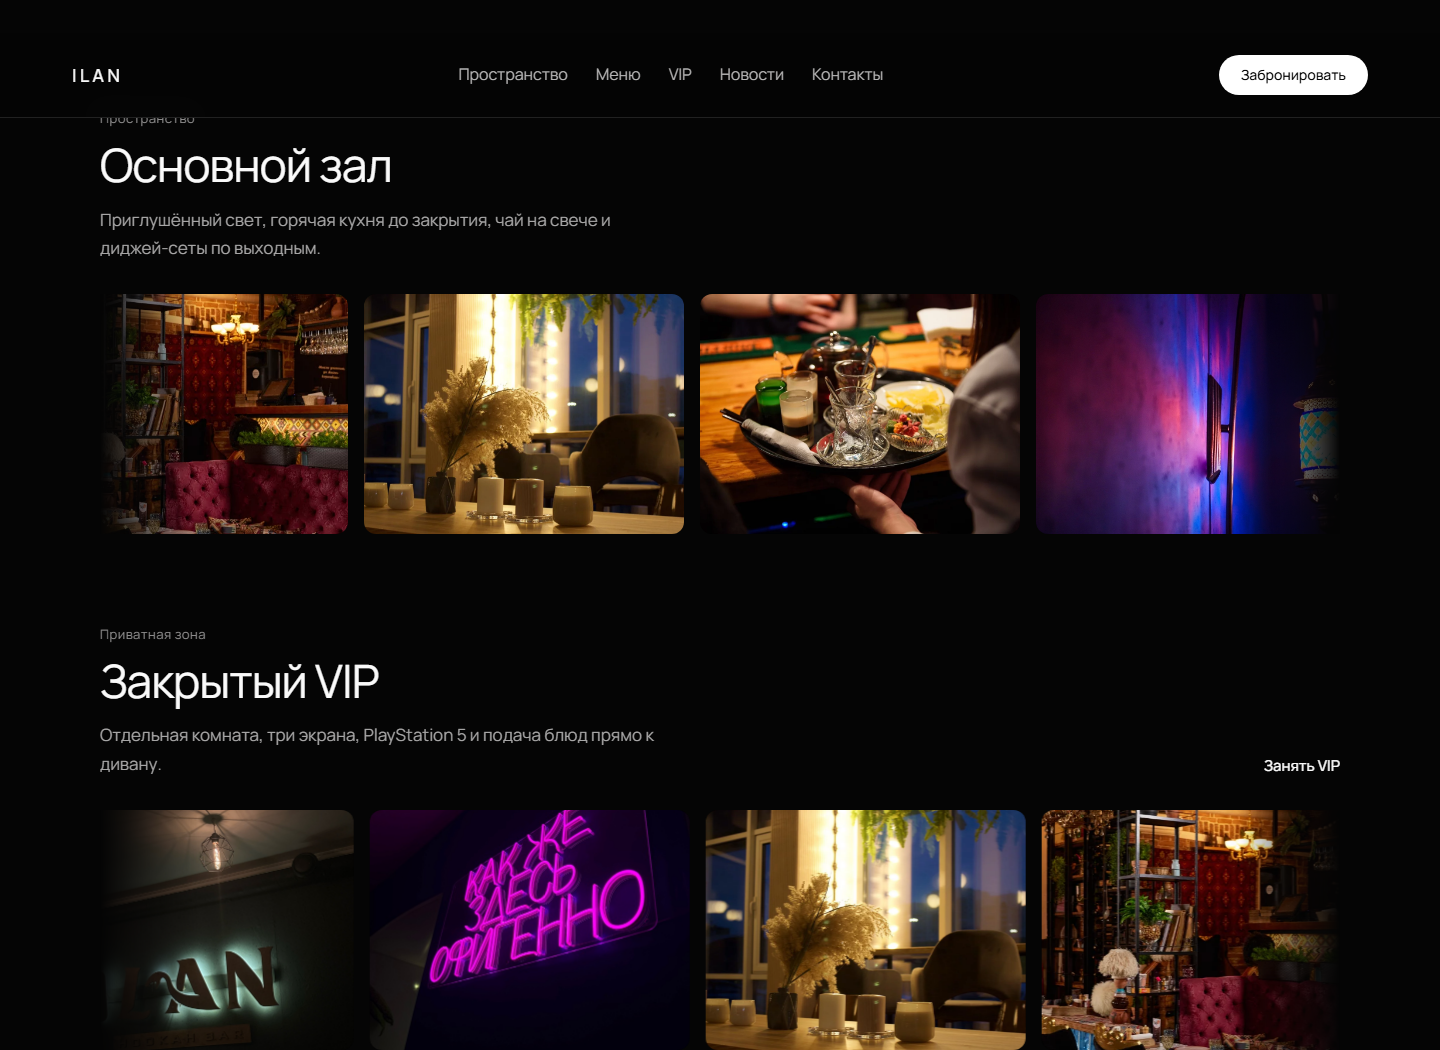 ILAN
Пространство
Меню
VIP
Новости
Контакты
Забронировать
Пространство
Основной зал
Приглушённый свет, горячая кухня до закрытия, чай на свече и
диджей-сеты по выходным.
Приватная зона
Закрытый VIP
Отдельная комната, три экрана, PlayStation 5 и подача блюд прямо к
дивану.
Занять VIP
AN
КАК ЖЕ
ЗДЕСЬ
ОФИГЕННО